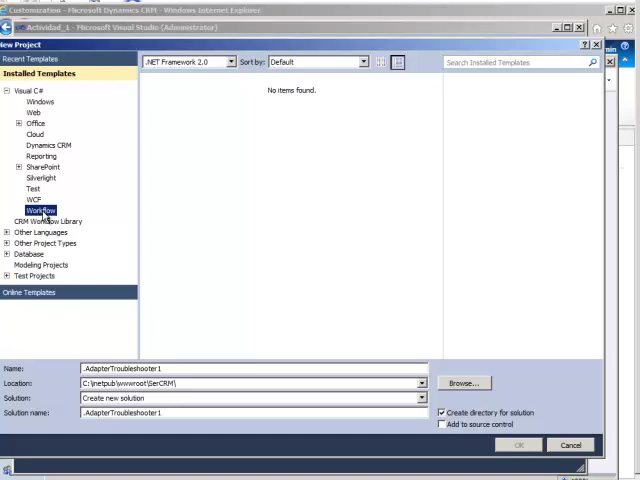 Customization - Microsoft Dynamics CRM - Windows Internet Explorer
Actividad_1 - Microsoft Visual Studio (Administrator)
New Project
Recent Templates
Installed Templates
.NET Framework 2.0
Sort by:
Default
Search Installed Templates
No items found.
Visual C#
Windows
Web
Office
Cloud
Dynamics CRM
Reporting
SharePoint
Silverlight
Test
WCF
Workflow
CRM Workflow Library
Other Languages
Other Project Types
Database
Modeling Projects
Test Projects
Online Templates
Name:
.AdapterTroubleshooter1
Location:
C:\inetpub\wwwroot\SerCRM\
Browse...
Solution:
Create new solution
Solution name:
.AdapterTroubleshooter1
Create directory for solution
Add to source control
OK
Cancel